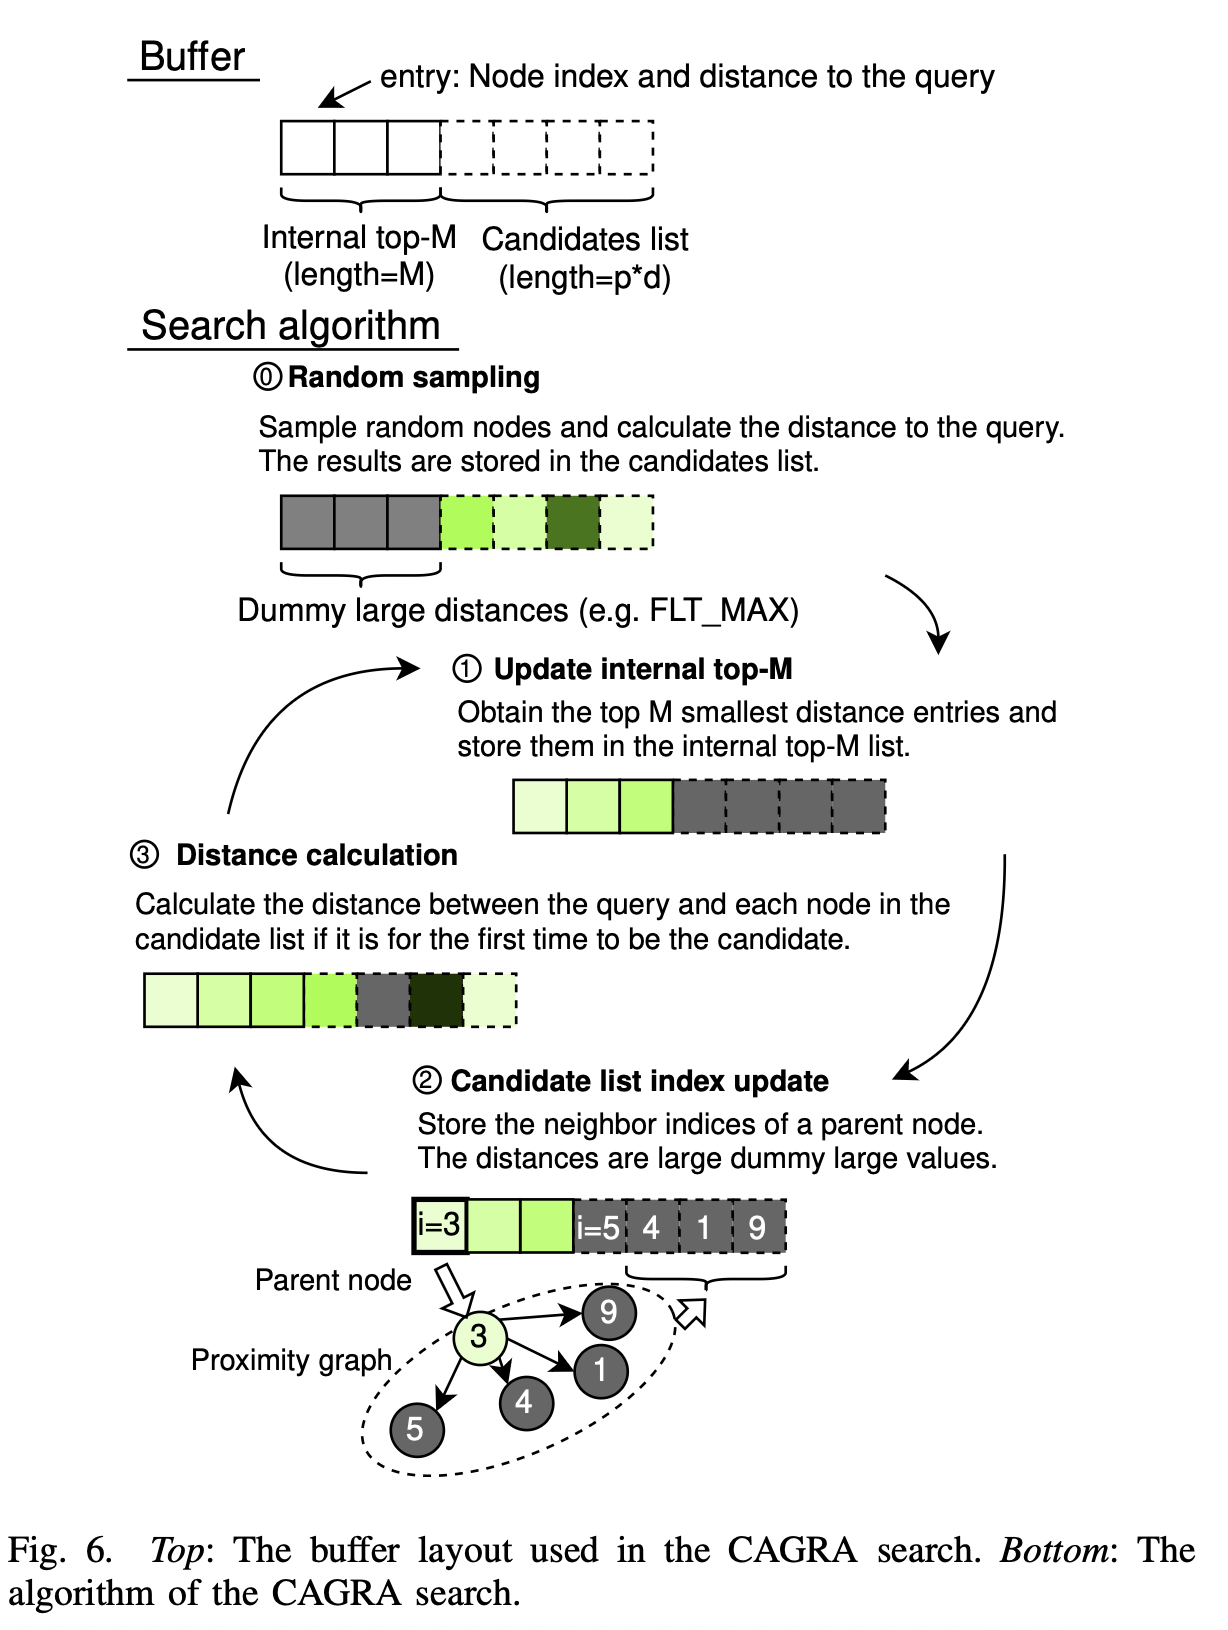 Buffer
entry: Node index and distance to the query
Internal top-M
(length=M)
Candidates list
(length=p*d)
Search algorithm
⓪ Random sampling
Sample random nodes and calculate the distance to the query.
The results are stored in the candidates list.
Dummy large distances (e.g. FLT_MAX)
① Update internal top-M
Obtain the top M smallest distance entries and
store them in the internal top-M list.
③ Distance calculation
Calculate the distance between the query and each node in the
candidate list if it is for the first time to be the candidate.
② Candidate list index update
Store the neighbor indices of a parent node.
The distances are large dummy large values.
i=3 i=5 4 1 9
Parent node
Proximity graph
3
9
1
4
5
Fig. 6. Top: The buffer layout used in the CAGRA search. Bottom: The
algorithm of the CAGRA search.